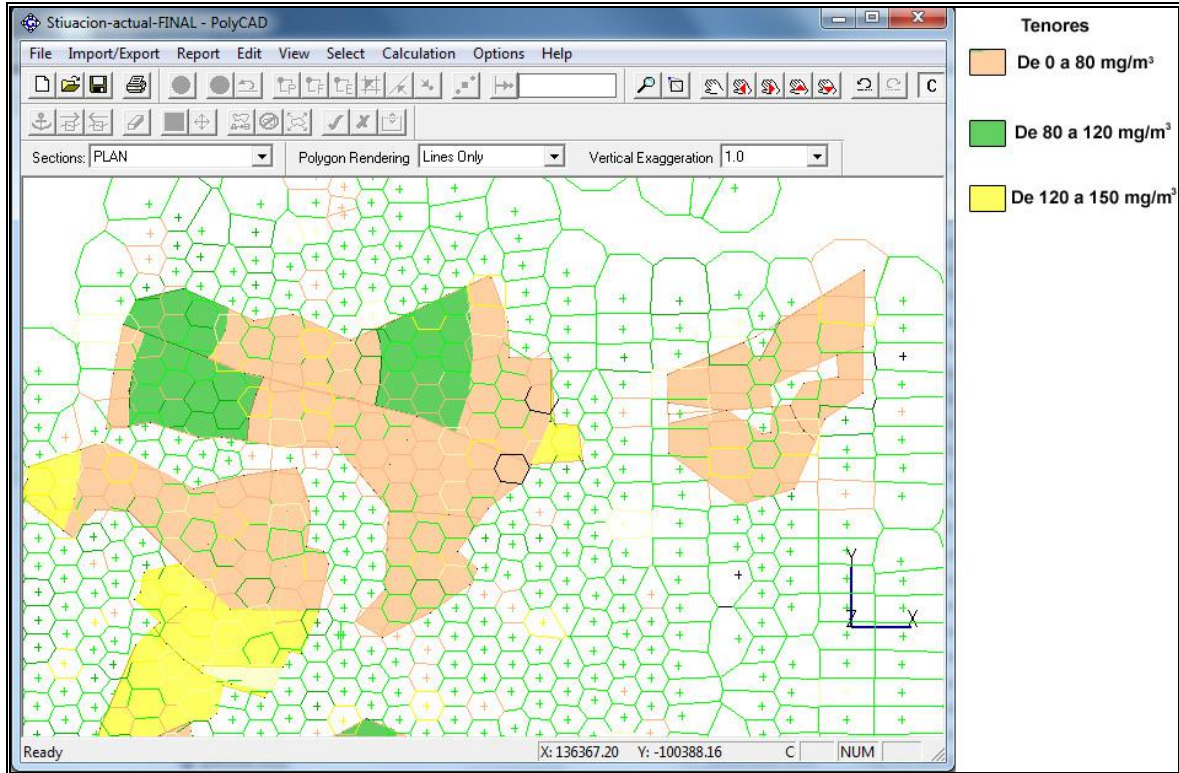 Stiuacion-actual-FINAL - PolyCAD
File Import/Export Report Edit View Select Calculation Options Help
C
Sections: PLAN Polygon Rendering Lines Only Vertical Exaggeration 1.0
Y
Z X
Ready X: 136367.20 Y: -100388.16 C NUM
Tenores
De 0 a 80 mg/m³
De 80 a 120 mg/m³
De 120 a 150 mg/m³